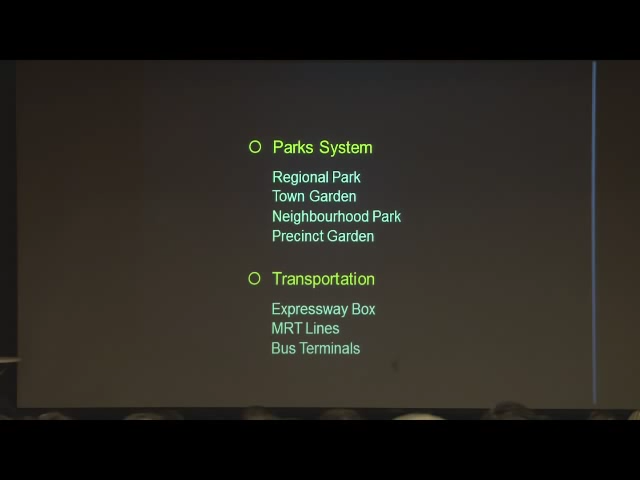 O Parks System
Regional Park
Town Garden
Neighbourhood Park
Precinct Garden
O Transportation
Expressway Box
MRT Lines
Bus Terminals